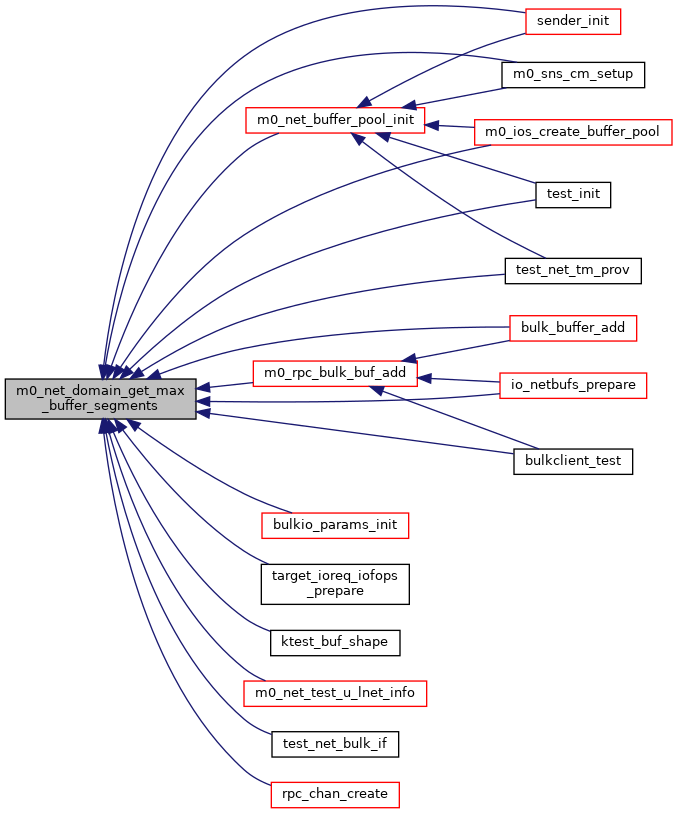 sender_init
m0_sns_cm_setup
m0_net_buffer_pool_init
m0_ios_create_buffer_pool
test_init
test_net_tm_prov
bulk_buffer_add
m0_rpc_bulk_buf_add
io_netbufs_prepare
m0_net_domain_get_max
_buffer_segments
bulkclient_test
bulkio_params_init
target_ioreq_iofops
_prepare
ktest_buf_shape
m0_net_test_u_lnet_info
test_net_bulk_if
rpc_chan_create